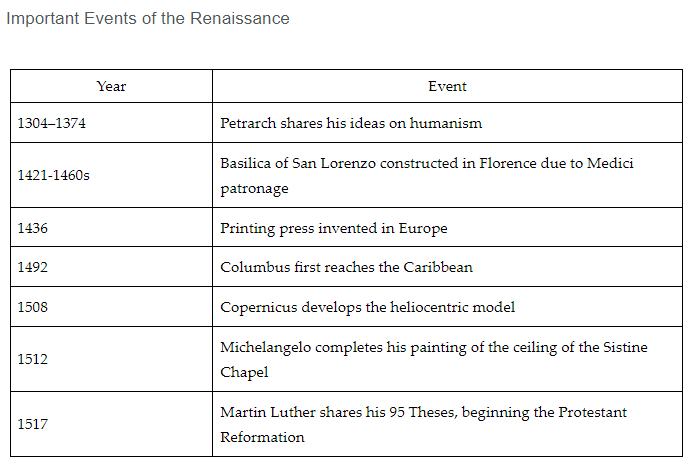 Important Events of the Renaissance
Year Event
1304–1374 Petrarch shares his ideas on humanism
1421-1460s Basilica of San Lorenzo constructed in Florence due to Medici
patronage
1436 Printing press invented in Europe
1492 Columbus first reaches the Caribbean
1508 Copernicus develops the heliocentric model
1512 Michelangelo completes his painting of the ceiling of the Sistine
Chapel
1517 Martin Luther shares his 95 Theses, beginning the Protestant
Reformation